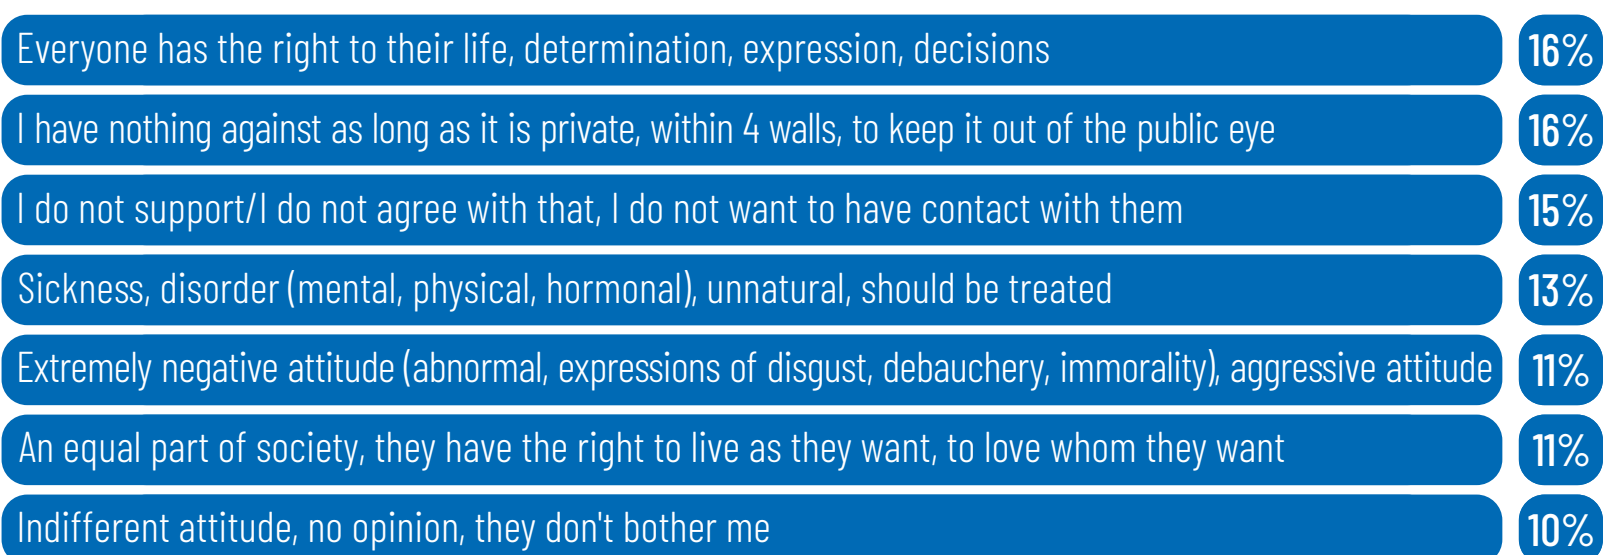 Everyone has the right to their life, determination, expression, decisions 16%
I have nothing against as long as it is private, within 4 walls, to keep it out of the public eye 16%
I do not support/I do not agree with that, I do not want to have contact with them 15%
Sickness, disorder (mental, physical, hormonal), unnatural, should be treated 13%
Extremely negative attitude (abnormal, expressions of disgust, debauchery, immorality), aggressive attitude 11%
An equal part of society, they have the right to live as they want, to love whom they want 11%
Indifferent attitude, no opinion, they don't bother me 10%